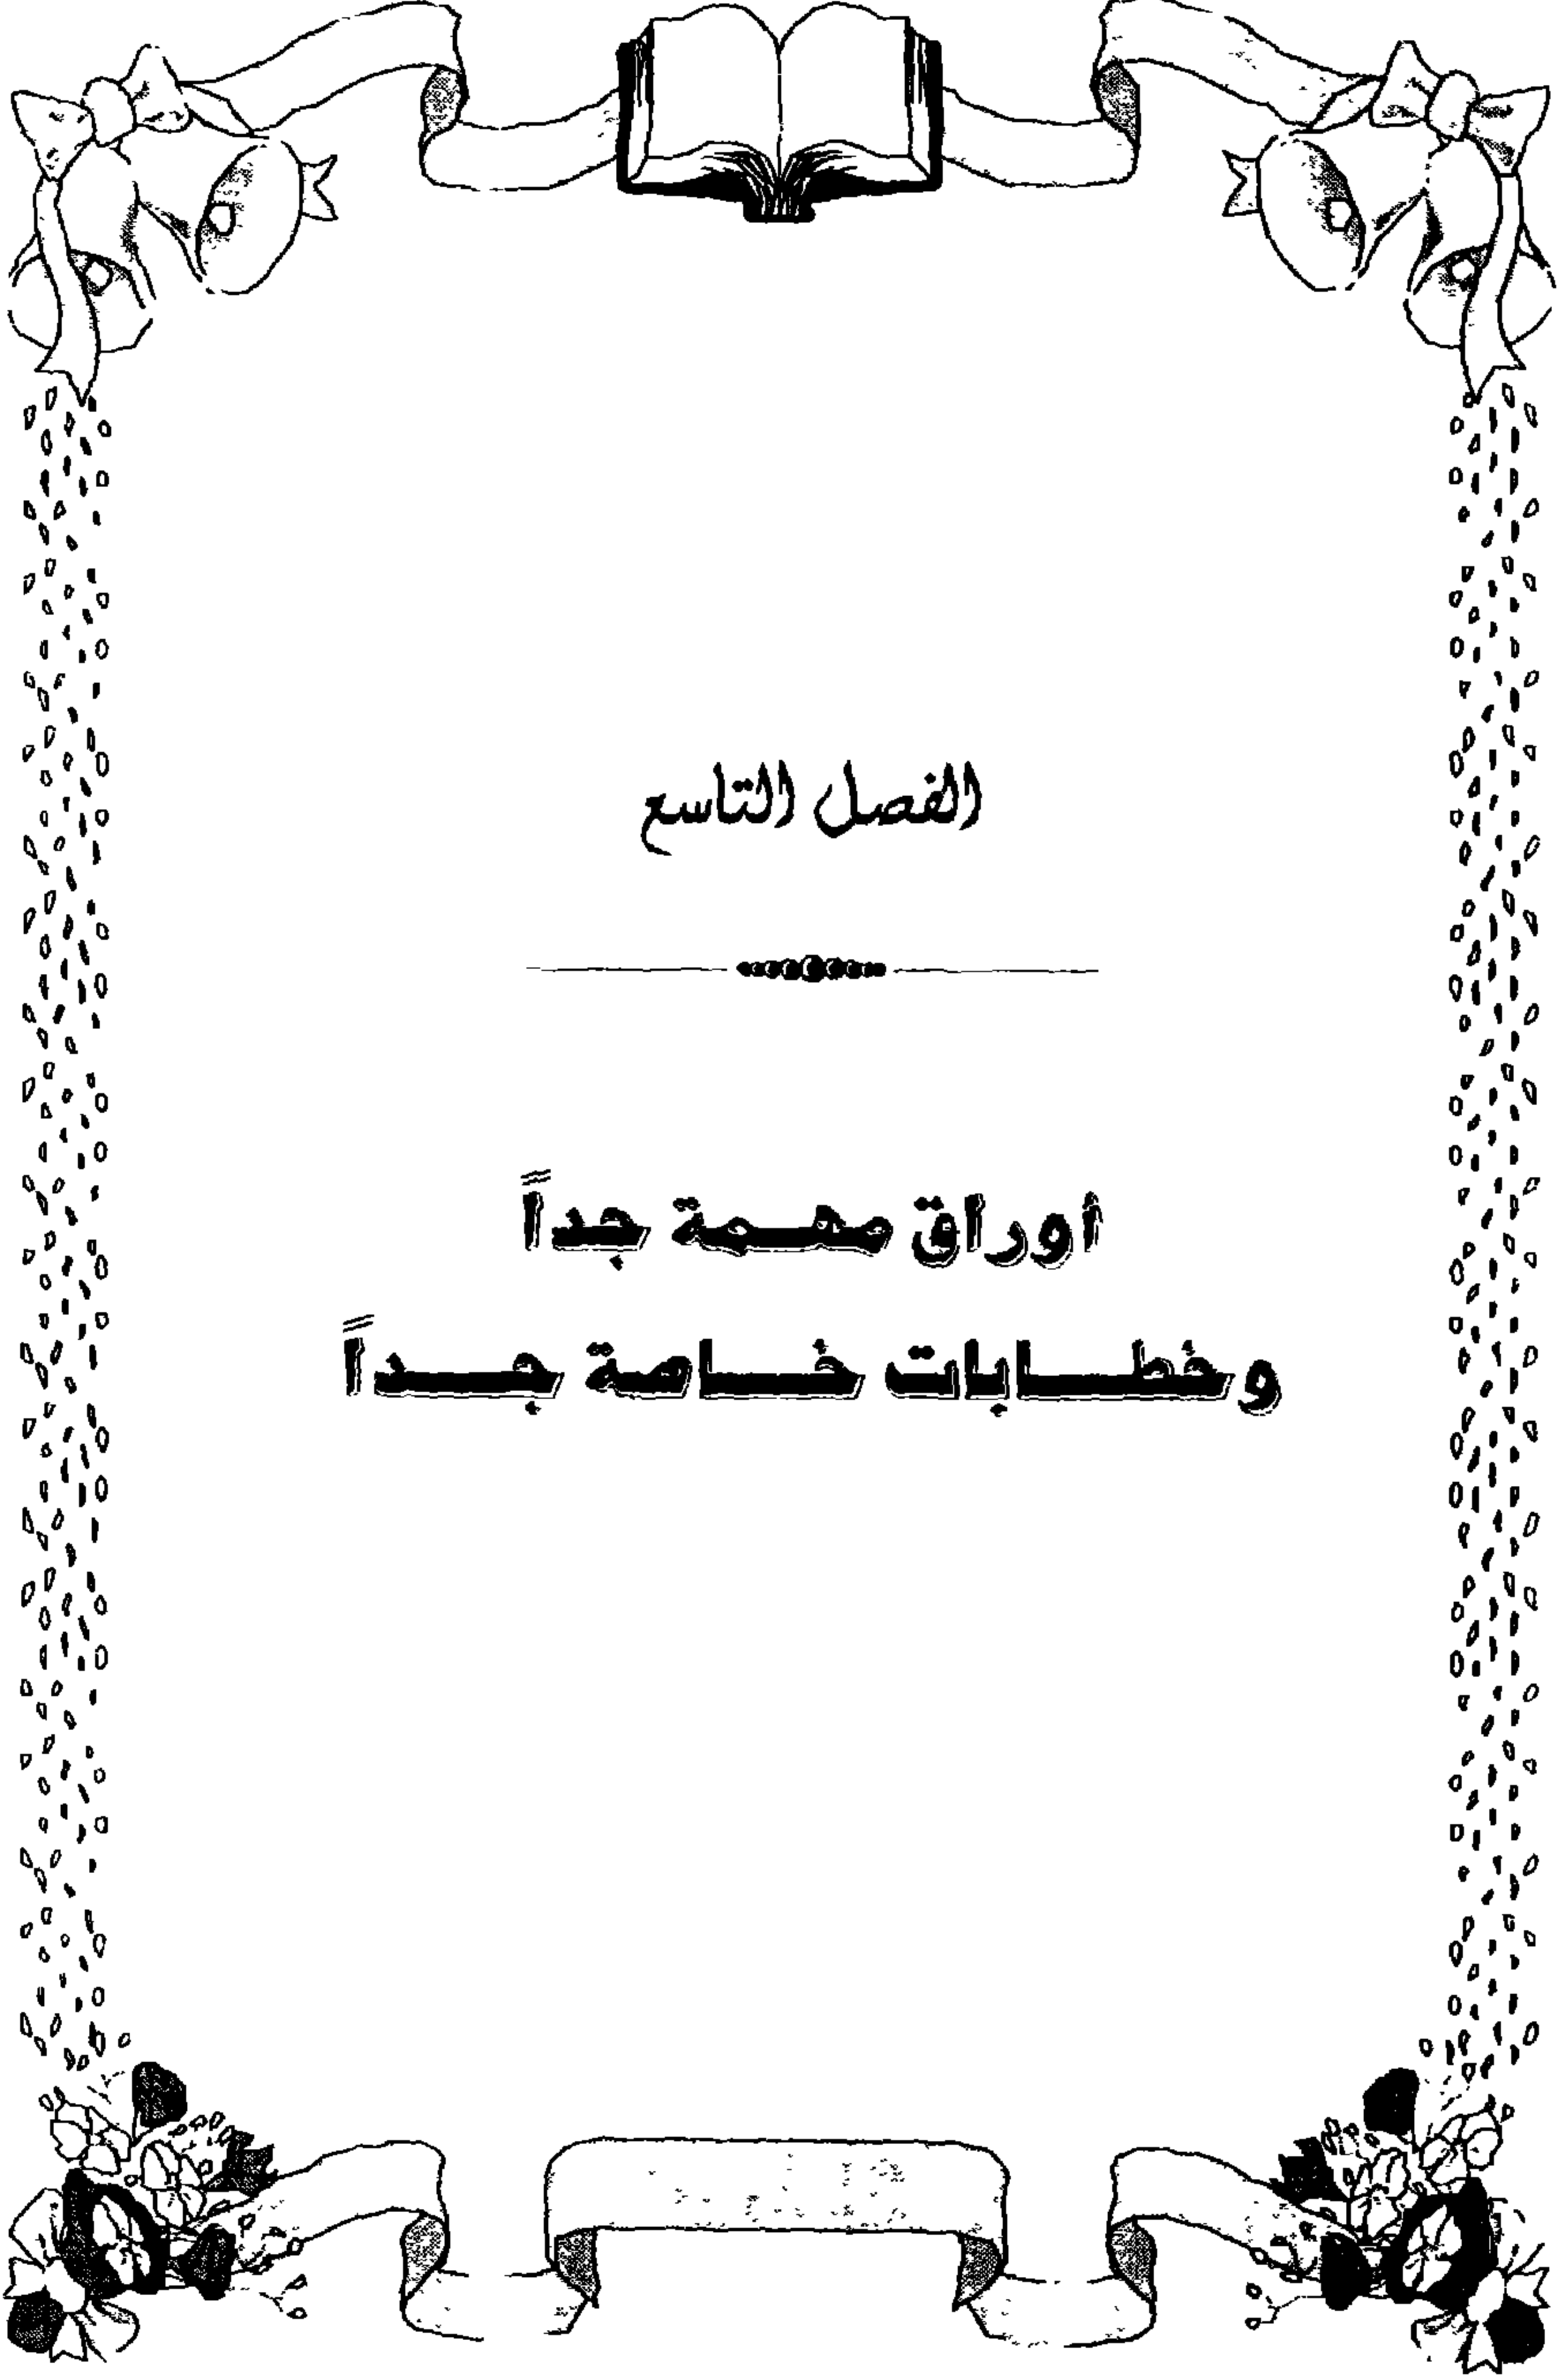 الفصل التاسع
أوراق مهمة جداً
وخطابات خاصة جداً